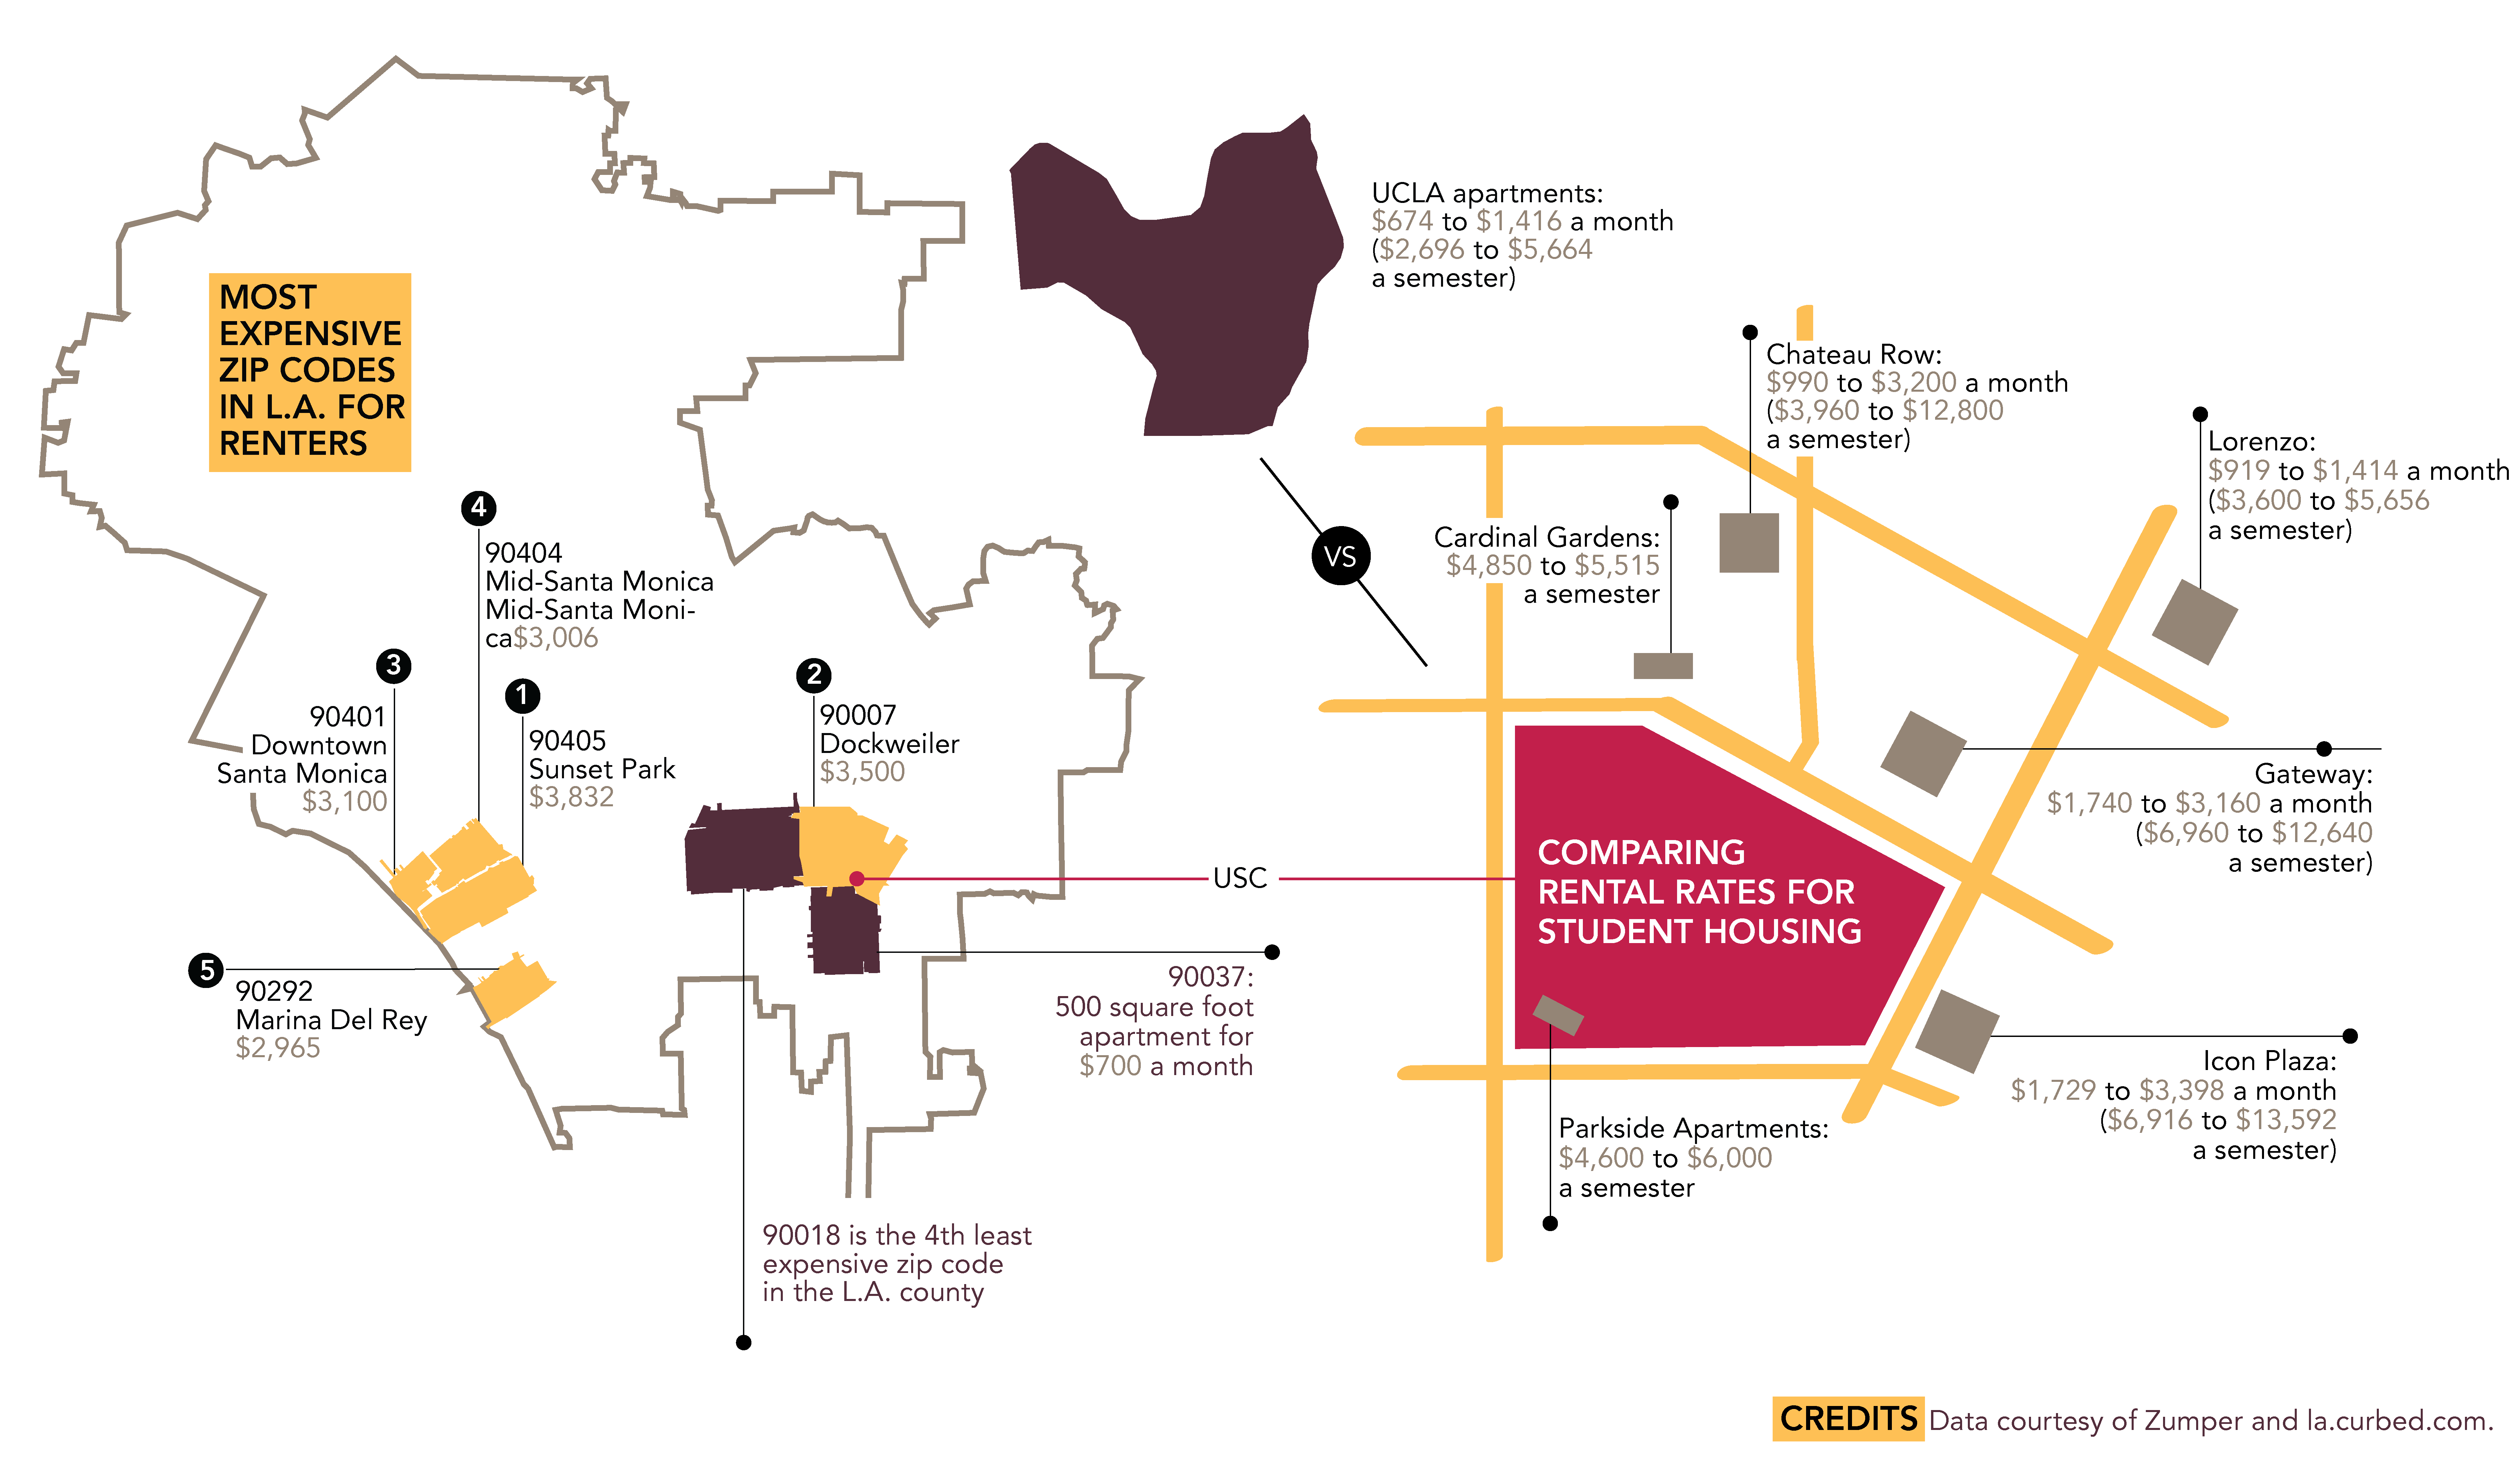 MOST
EXPENSIVE
ZIP CODES
IN L.A. FOR
RENTERS
4
90404
Mid-Santa Monica
Mid-Santa Moni-
ca$3,006
3
90401
Downtown
Santa Monica
$3,100
1
90405
Sunset Park
$3,832
2
90007
Dockweiler
$3,500
5
90292
Marina Del Rey
$2,965
USC
90037:
500 square foot
apartment for
$700 a month
90018 is the 4th least
expensive zip code
in the L.A. county
UCLA apartments:
$674 to $1,416 a month
($2,696 to $5,664
a semester)
VS
Chateau Row:
$990 to $3,200 a month
($3,960 to $12,800
a semester)
Lorenzo:
$919 to $1,414 a month
($3,600 to $5,656
a semester)
Cardinal Gardens:
$4,850 to $5,515
a semester
Gateway:
$1,740 to $3,160 a month
($6,960 to $12,640
a semester)
COMPARING
RENTAL RATES FOR
STUDENT HOUSING
Icon Plaza:
$1,729 to $3,398 a month
($6,916 to $13,592
a semester)
Parkside Apartments:
$4,600 to $6,000
a semester
CREDITS Data courtesy of Zumper and la.curbed.com.